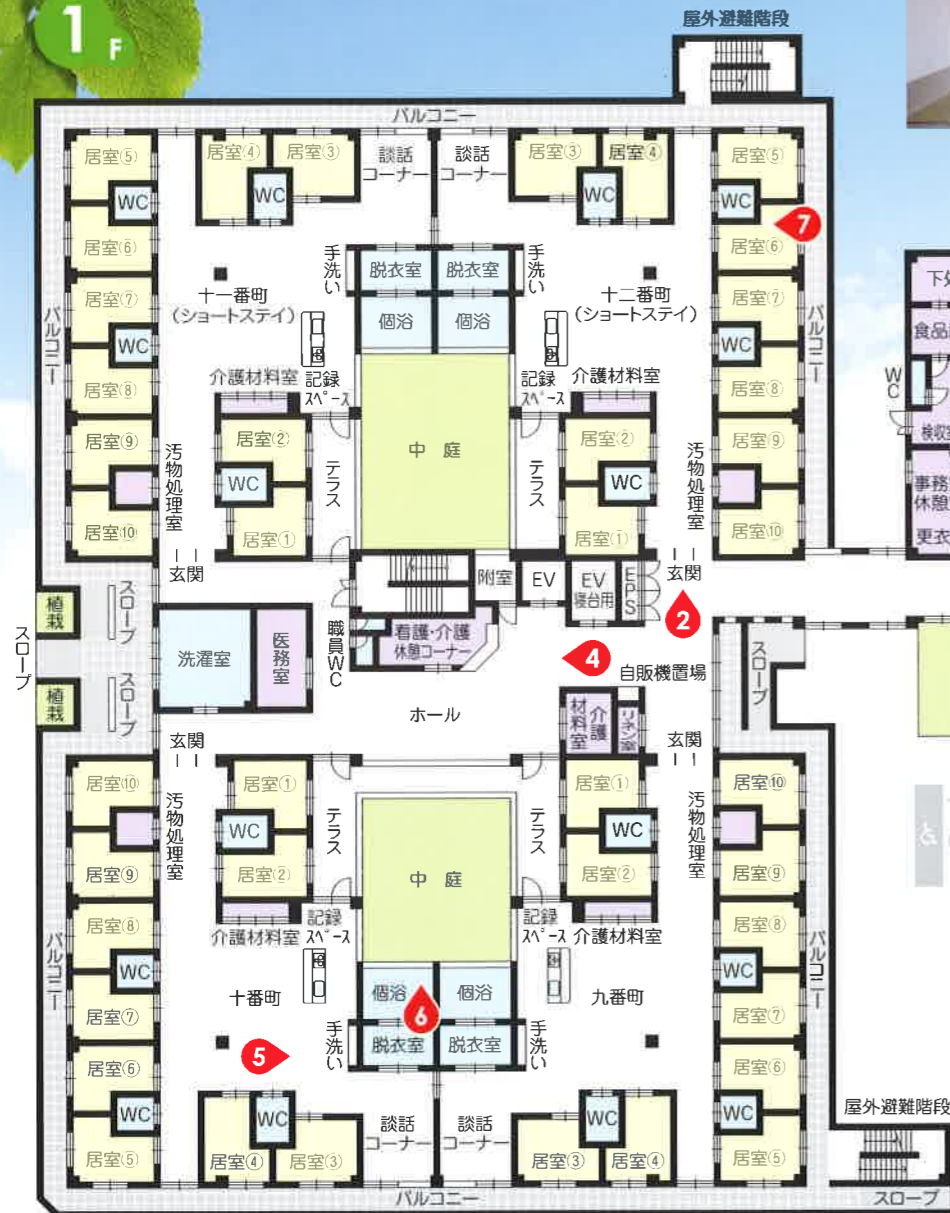 1F
屋外避難階段
バルコニー
居室⑤
居室④
居室③
談話
コーナー
談話
コーナー
居室③
居室④
居室⑤
WC
WC
WC
WC
居室⑥
居室⑥
7
手洗い
脱衣室
脱衣室
手洗い
バルコニー
居室⑦
十一番町
(ショートステイ)
個浴
個浴
十二番町
(ショートステイ)
居室⑦
バルコニー
WC
WC
居室⑧
介護材料室
記録
スペース
記録
スペース
介護材料室
居室⑧
WC
下処
食品
検収室
事務
休憩
更衣
居室⑨
汚物処理室
居室②
WC
居室①
テラス
中庭
テラス
居室②
WC
居室①
汚物処理室
居室⑨
居室⑩
居室⑩
玄関
附室
EV
EV
寝台用
EPS
玄関
2
スロープ
植栽
スロープ
洗濯室
医務室
職員WC
看護・介護
休憩コーナー
4
自販機置場
スロープ
植栽
スロープ
ホール
介護
材料室
リネン室
玄関
玄関
居室⑩
居室①
居室①
居室⑩
汚物処理室
WC
テラス
テラス
WC
汚物処理室
居室⑨
居室②
中庭
居室②
居室⑨
居室⑧
介護材料室
記録
スペース
記録
スペース
介護材料室
居室⑧
バルコニー
WC
十番町
個浴
個浴
九番町
WC
バルコニー
居室⑦
6
居室⑦
手洗い
脱衣室
脱衣室
手洗い
居室⑥
5
居室⑥
WC
WC
WC
WC
屋外避難階段
居室⑤
居室④
居室③
談話
コーナー
談話
コーナー
居室③
居室④
居室⑤
バルコニー
スロープ